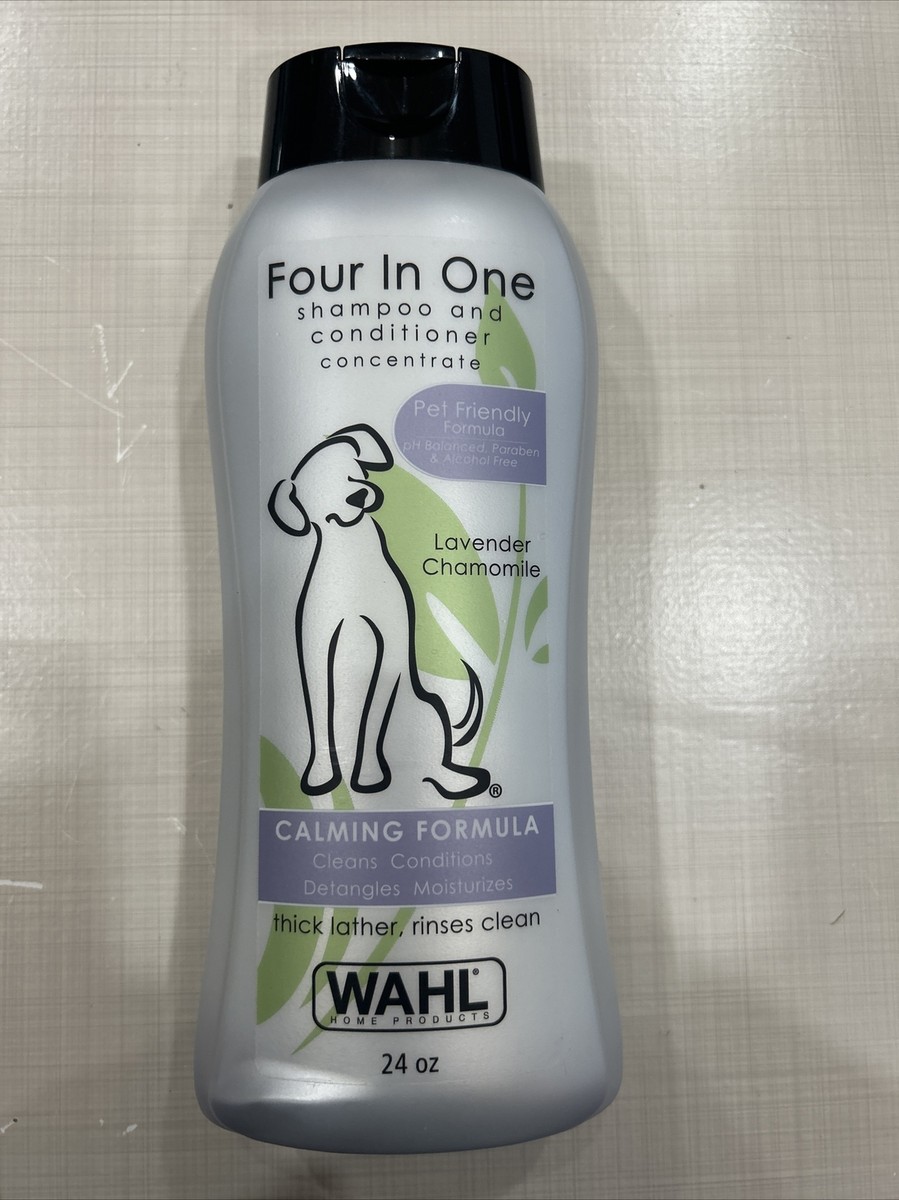 Four In One
shampoo and
conditioner
concentrate
Pet Friendly
Formula
pH Balanced, Paraben
& Alcohol Free
Lavender
Chamomile
®
CALMING FORMULA
Cleans Conditions
Detangles Moisturizes
thick lather, rinses clean
WAHL®
HOME PRODUCTS
24 oz